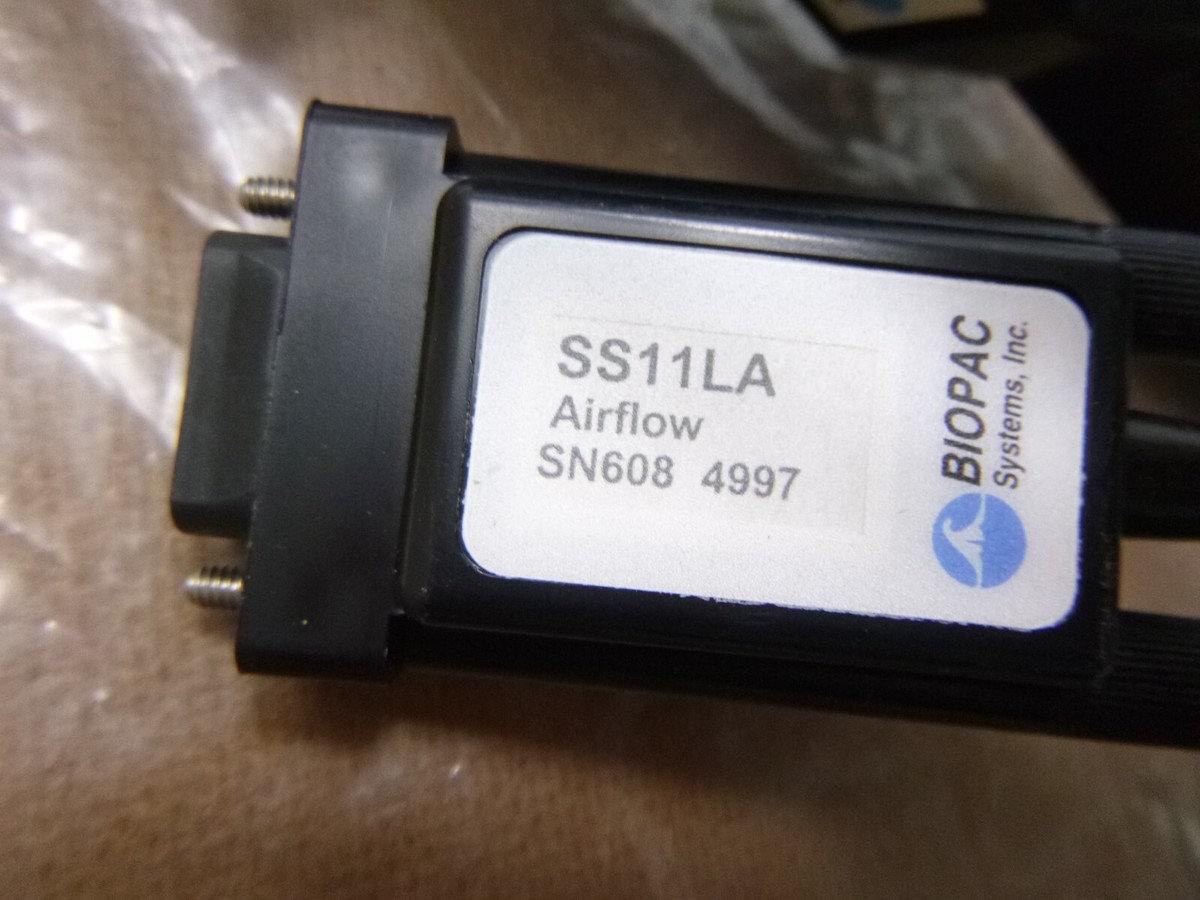 SS11LA
Airflow
SN608 4997
BIOPAC
Systems, Inc.